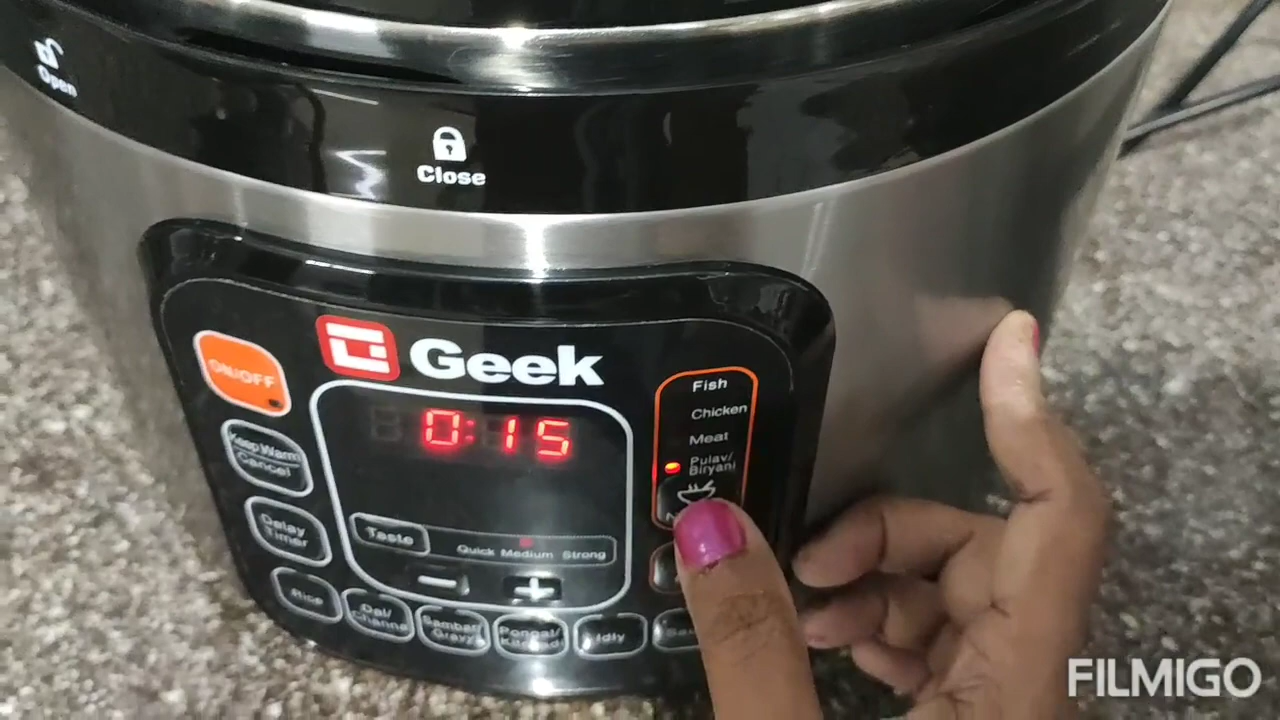 Open
Close
Geek
ON/OFF
Keep Warm
Cancel
Delay
Timer
0:15
Taste
Quick Medium Strong
Fish
Chicken
Meat
Pulav/
Biryani
Rice
Dal/
Channa
Sambar/
Gravy
Pongal/
Idly
FILMIGO